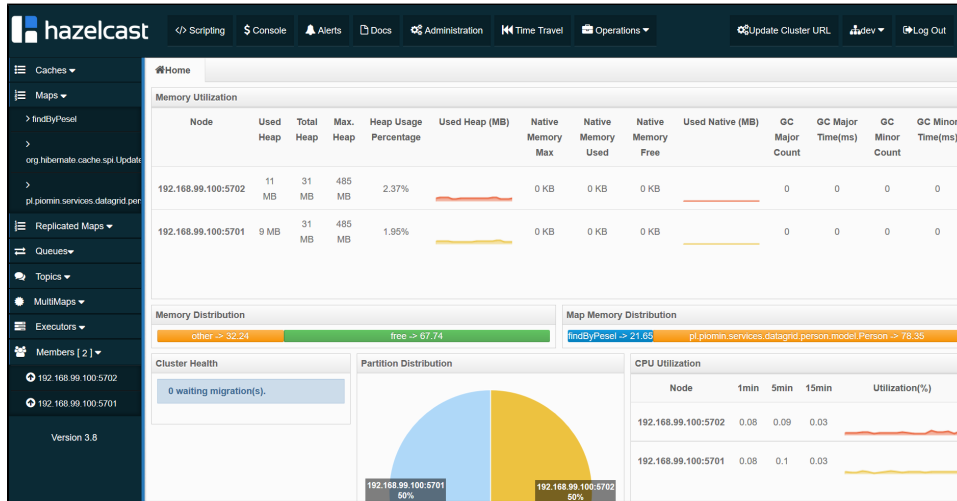 hazelcast
</> Scripting $ Console Alerts Docs Administration Time Travel Operations Update Cluster URL dev Log Out
Caches
Maps
> findByPesel
>
org.hibernate.cache.spi.Update
>
pl.piomin.services.datagrid.per
Replicated Maps
Queues
Topics
MultiMaps
Executors
Members [ 2 ]
192.168.99.100:5702
192.168.99.100:5701
Version 3.8
Home
Memory Utilization
Node Used Heap Total Heap Max. Heap Heap Usage Percentage Used Heap (MB) Native Memory Max Native Memory Used Native Memory Free Used Native (MB) GC Major Count GC Major Time(ms) GC Minor Count GC Minor Time(ms)
192.168.99.100:5702 11 MB 31 MB 485 MB 2.37% 0 KB 0 KB 0 KB 0 0 0 0
192.168.99.100:5701 9 MB 31 MB 485 MB 1.95% 0 KB 0 KB 0 KB 0 0 0 0
Memory Distribution
other -> 32.24 free -> 67.74
Map Memory Distribution
findByPesel -> 21.65 pl.piomin.services.datagrid.person.model.Person -> 78.35
Cluster Health
0 waiting migration(s).
Partition Distribution
192.168.99.100:5701
50%
192.168.99.100:5702
50%
CPU Utilization
Node 1min 5min 15min Utilization(%)
192.168.99.100:5702 0.08 0.09 0.03
192.168.99.100:5701 0.08 0.1 0.03